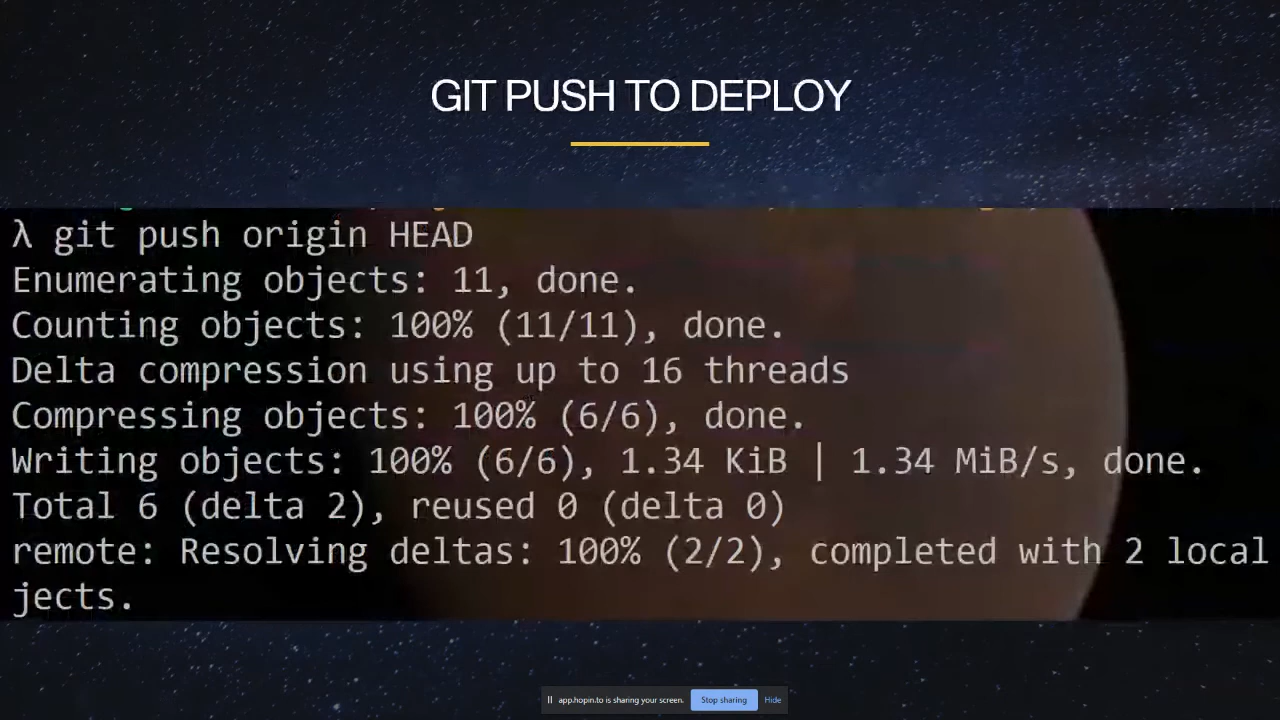 GIT PUSH TO DEPLOY
λ git push origin HEAD
Enumerating objects: 11, done.
Counting objects: 100% (11/11), done.
Delta compression using up to 16 threads
Compressing objects: 100% (6/6), done.
Writing objects: 100% (6/6), 1.34 KiB | 1.34 MiB/s, done.
Total 6 (delta 2), reused 0 (delta 0)
remote: Resolving deltas: 100% (2/2), completed with 2 local
jects.
app.hopin.to is sharing your screen. Stop sharing Hide